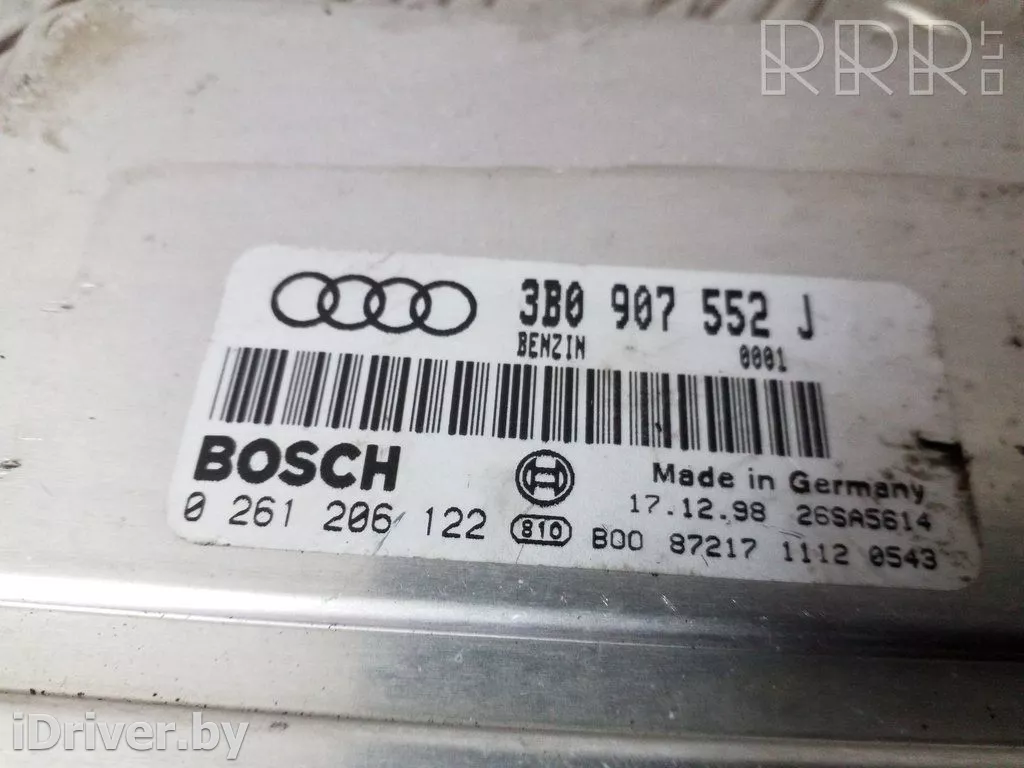 RRR.LT
3B0 907 552 J
BENZIN 0001
BOSCH
Made in Germany
0 261 206 122
17.12.98 26SA5614
810 B00 87217 1112 0543
iDriver.by